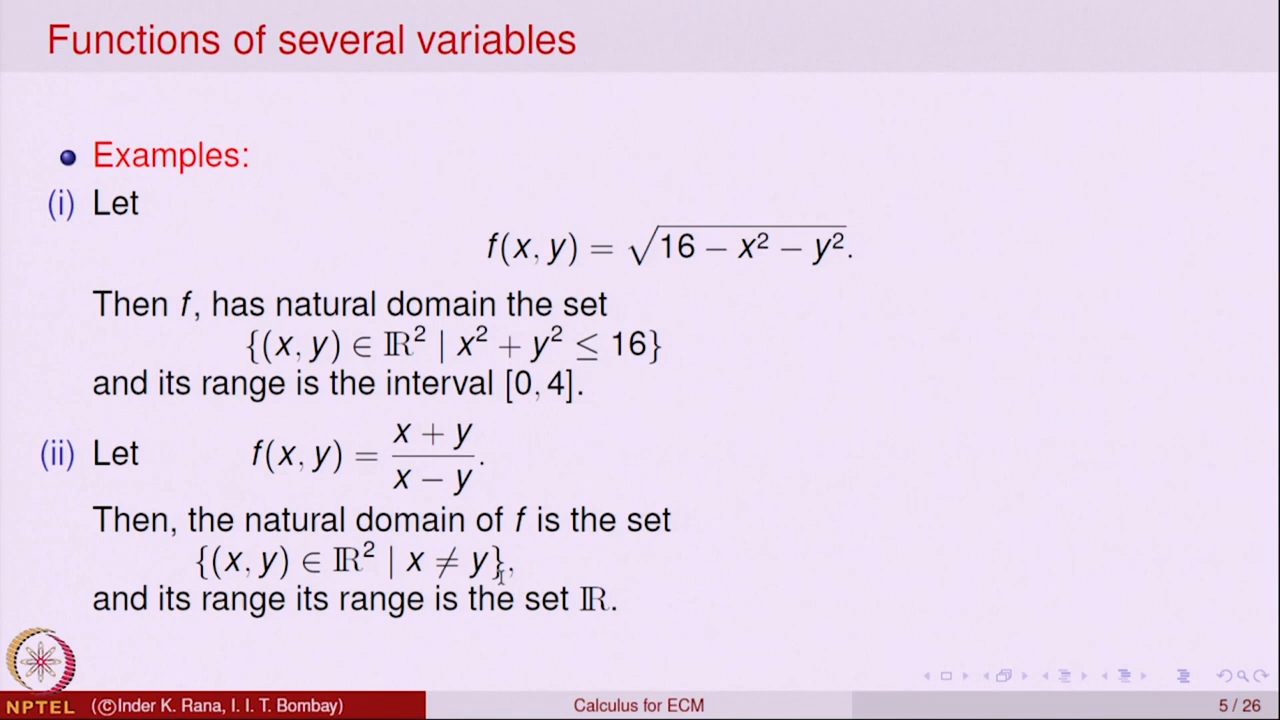 Functions of several variables
Examples:
(i) Let
f(x, y) = √(16 − x² − y²).
Then f, has natural domain the set
{(x, y) ∈ ℝ² | x² + y² ≤ 16}
and its range is the interval [0, 4].
(ii) Let f(x, y) = (x + y)/(x − y).
Then, the natural domain of f is the set
{(x, y) ∈ ℝ² | x ≠ y},
and its range its range is the set ℝ.
NPTEL (©Inder K. Rana, I. I. T. Bombay) Calculus for ECM 5 / 26